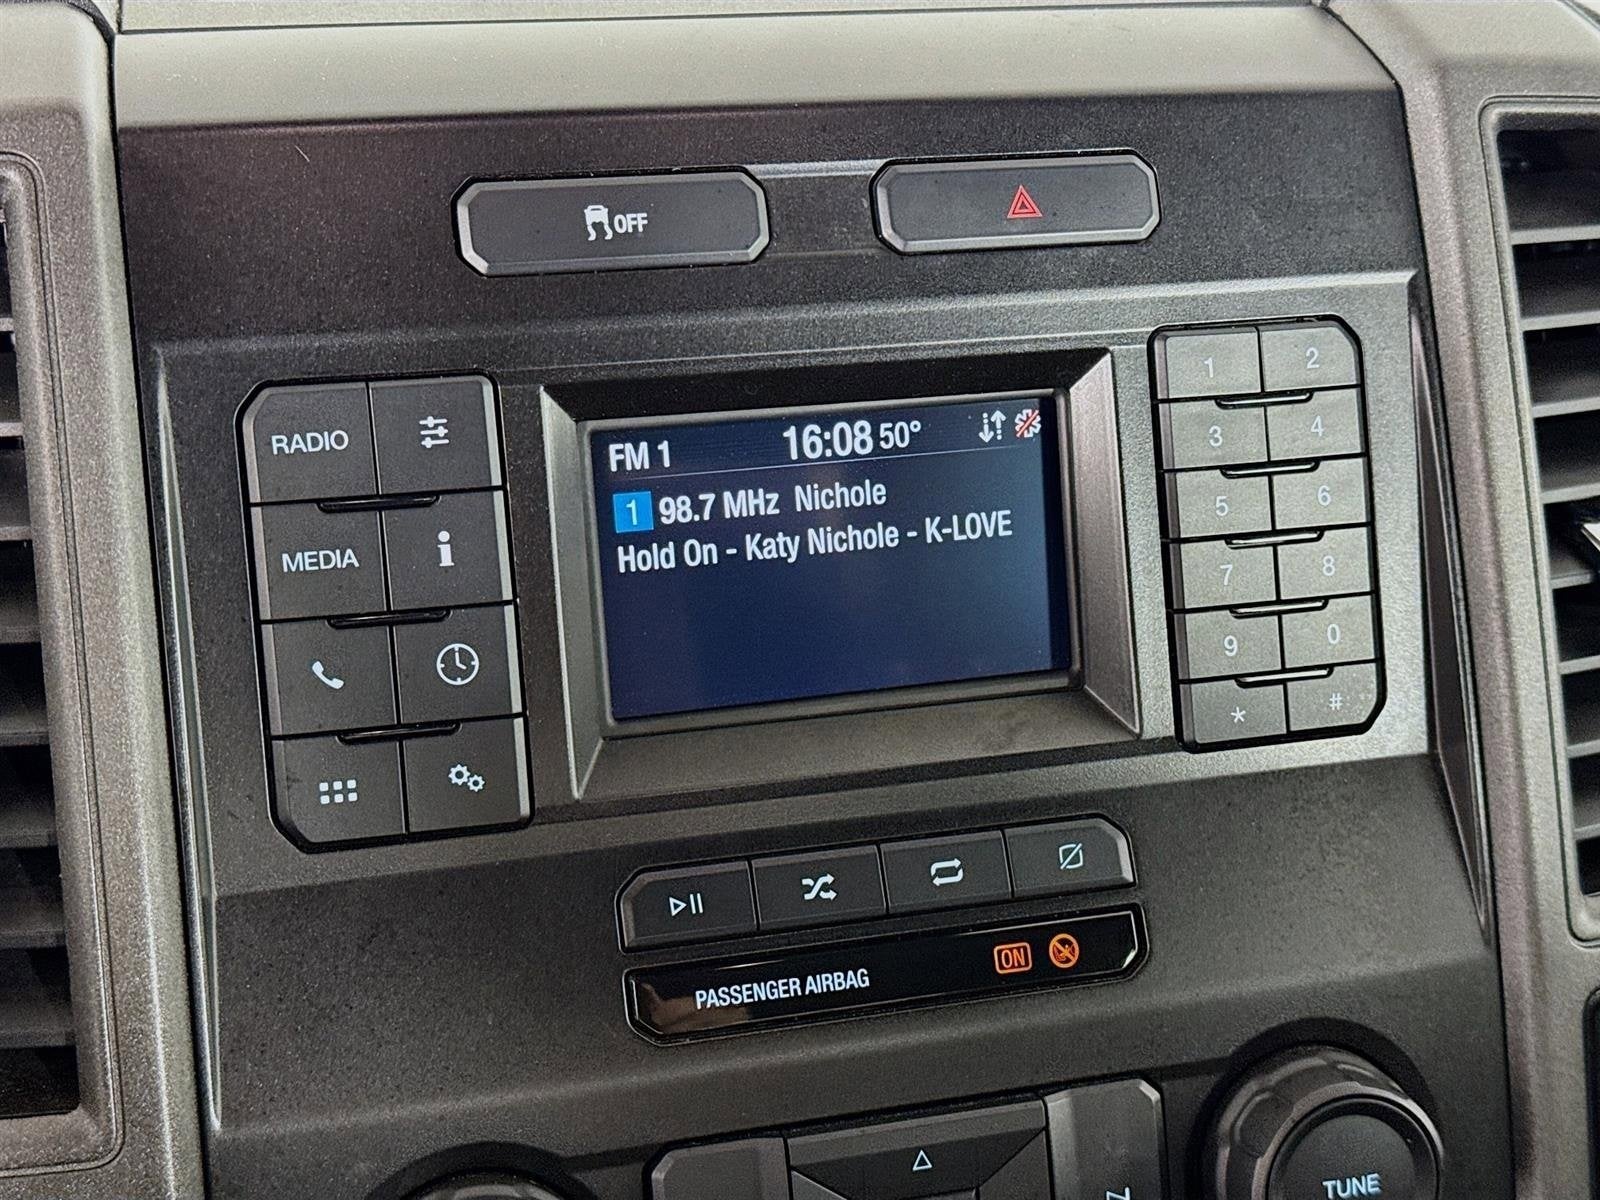 OFF
RADIO
MEDIA
FM 1 16:08 50°
1 98.7 MHz Nichole
Hold On - Katy Nichole - K-LOVE
1 2
3 4
5 6
7 8
9 0
* #
PASSENGER AIRBAG ON
TUNE